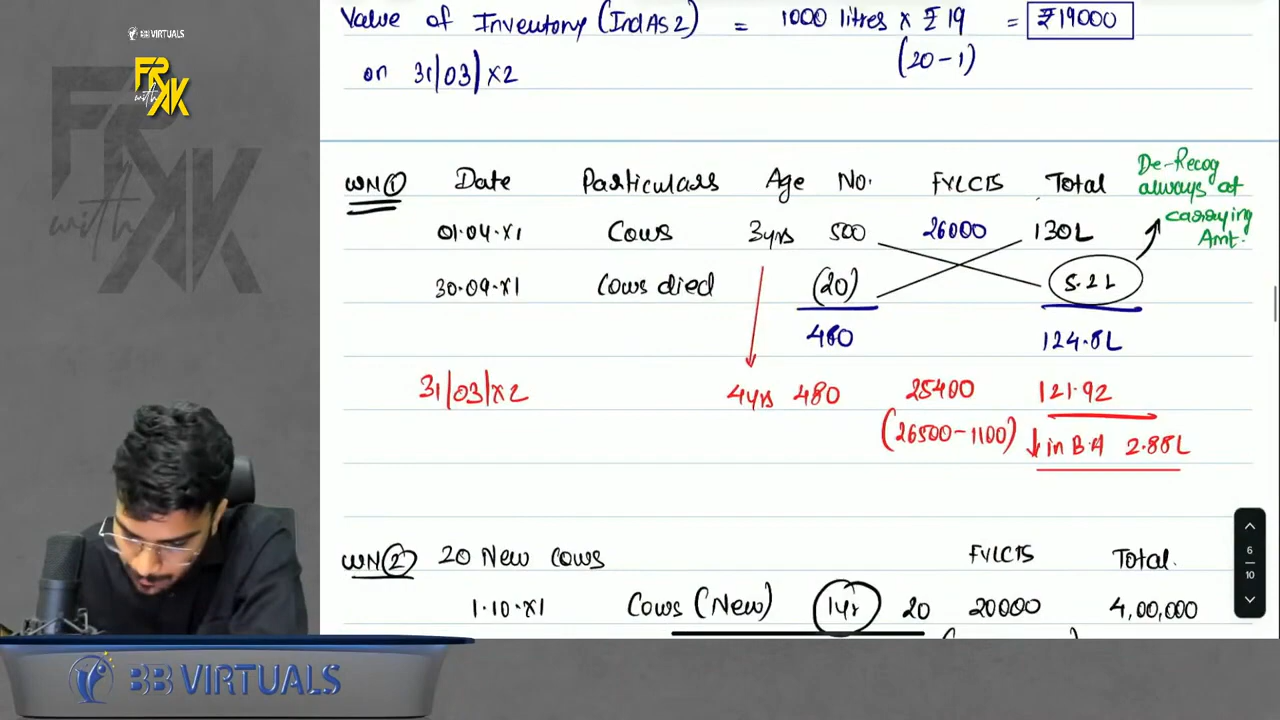 Value of Inventory (Ind AS 2) = 1000 litres x ₹19 = ₹19000
on 31/03/x2 (20-1)
BB VIRTUALS
FR with AK
WN① Date Particulars Age No. FVLCTS Total De-Recog always at carrying Amt.
01.04.x1 Cows 3yrs 500 26000 130L
30.09.x1 Cows died (20) 5.2L
480 124.8L
31/03/x2 4yrs 480 25400 121.92
(26500-1100) ↓ in B.A 2.88L
WN② 20 New Cows FVLCTS Total.
1.10.x1 Cows (New) 1yr 20 20000 4,00,000
6
10
BB VIRTUALS